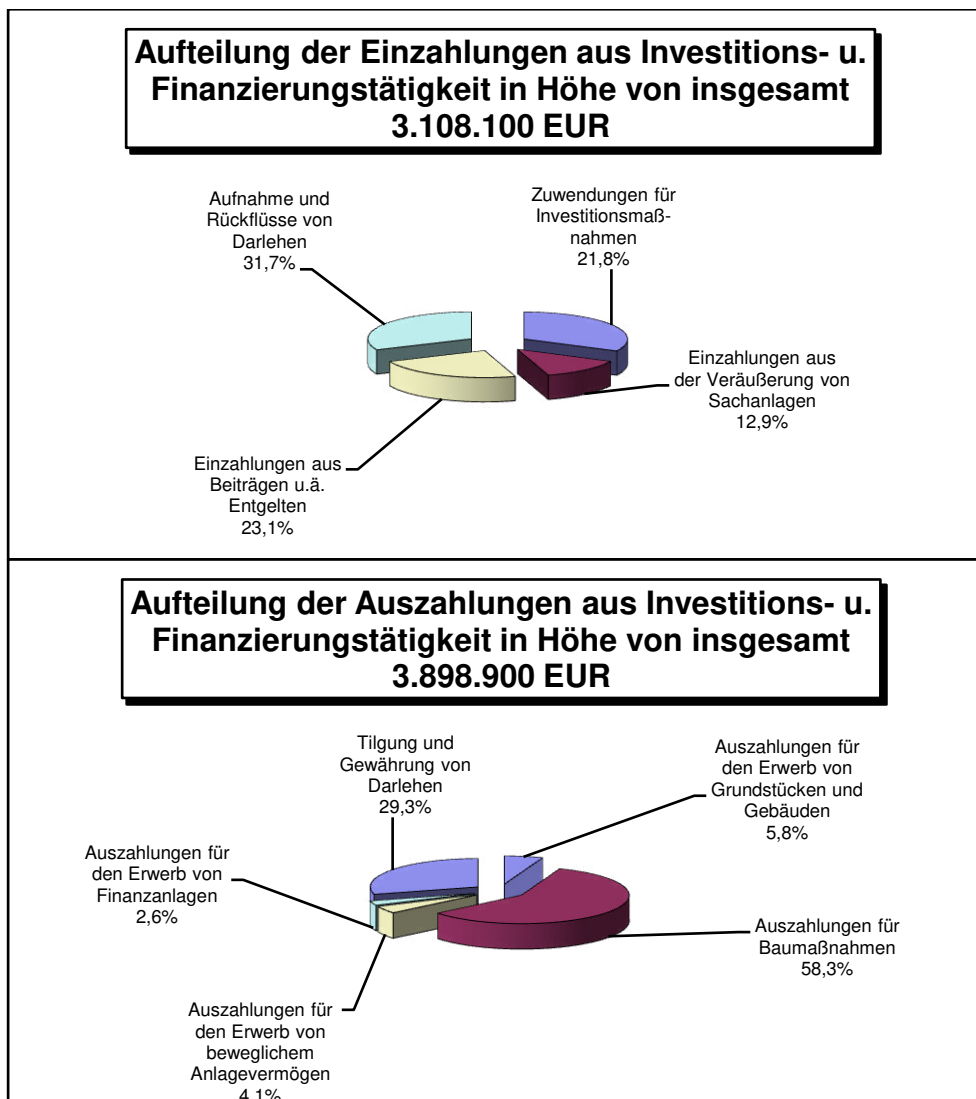 Aufteilung der Einzahlungen aus Investitions- u.
Finanzierungstätigkeit in Höhe von insgesamt
3.108.100 EUR
Aufnahme und
Rückflüsse von
Darlehen
31,7%
Zuwendungen für
Investitionsmaß-
nahmen
21,8%
Einzahlungen aus
der Veräußerung von
Sachanlagen
12,9%
Einzahlungen aus
Beiträgen u.ä.
Entgelten
23,1%
Aufteilung der Auszahlungen aus Investitions- u.
Finanzierungstätigkeit in Höhe von insgesamt
3.898.900 EUR
Tilgung und
Gewährung von
Darlehen
29,3%
Auszahlungen für
den Erwerb von
Grundstücken und
Gebäuden
5,8%
Auszahlungen für
den Erwerb von
Finanzanlagen
2,6%
Auszahlungen für
Baumaßnahmen
58,3%
Auszahlungen für
den Erwerb von
beweglichem
Anlagevermögen
4,1%